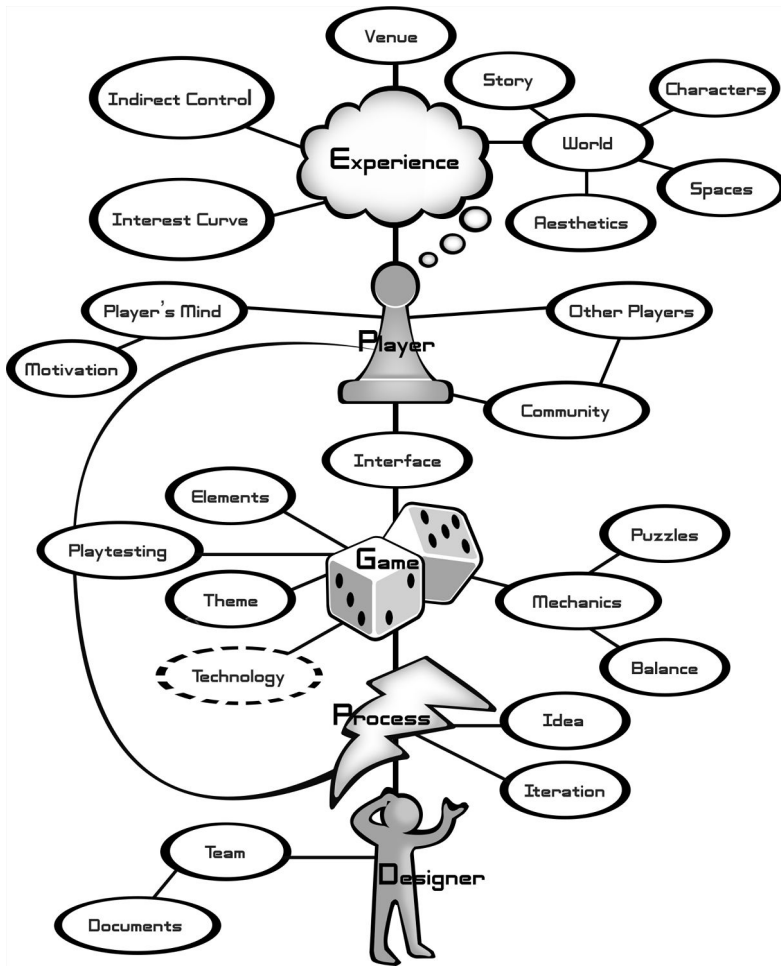 Venue
Story
Characters
Indirect Control
World
Experience
Spaces
Interest Curve
Aesthetics
Player's Mind
Other Players
Player
Motivation
Community
Interface
Elements
Puzzles
Playtesting
Game
Theme
Mechanics
Technology
Balance
Process
Idea
Iteration
Team
Designer
Documents